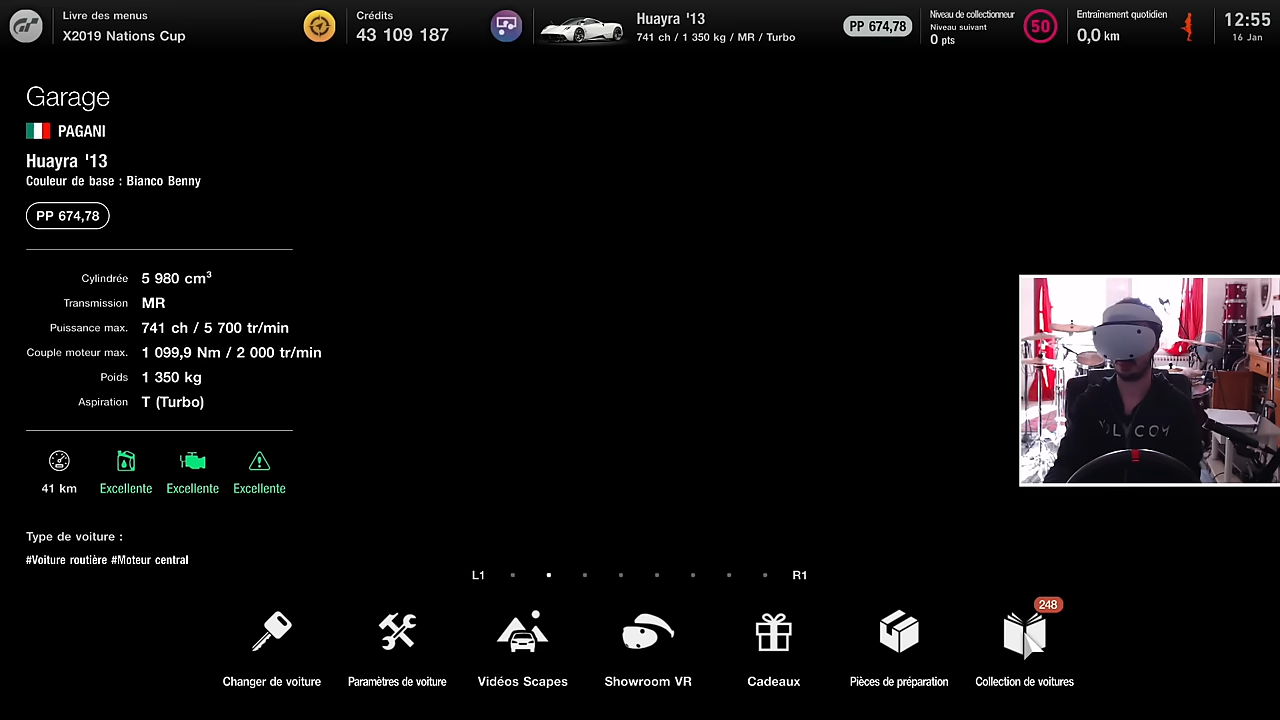 Livre des menus
X2019 Nations Cup
Crédits
43 109 187
Huayra '13
741 ch / 1 350 kg / MR / Turbo
PP 674,78
Niveau de collectionneur
Niveau suivant
0 pts
50
Entraînement quotidien
0,0 km
12:55
16 Jan
Garage
PAGANI
Huayra '13
Couleur de base : Bianco Benny
PP 674,78
Cylindrée 5 980 cm³
Transmission MR
Puissance max. 741 ch / 5 700 tr/min
Couple moteur max. 1 099,9 Nm / 2 000 tr/min
Poids 1 350 kg
Aspiration T (Turbo)
41 km Excellente Excellente Excellente
Type de voiture :
#Voiture routière #Moteur central
L1 R1
248
Changer de voiture Paramètres de voiture Vidéos Scapes Showroom VR Cadeaux Pièces de préparation Collection de voitures